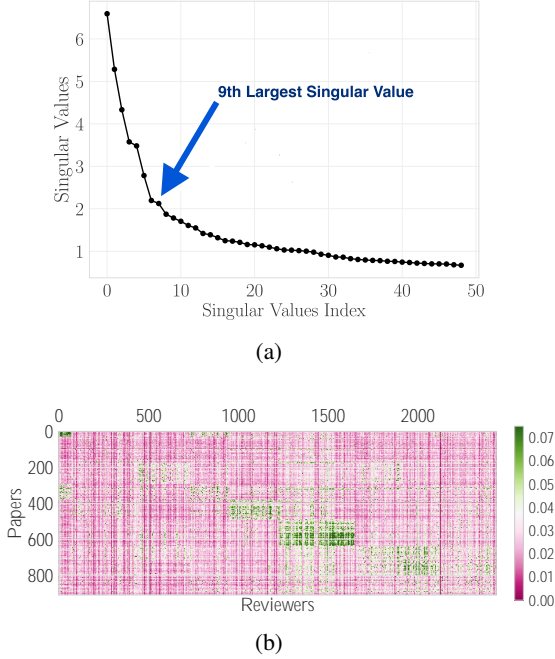 6
5
4
3
2
1
Singular Values
9th Largest Singular Value
0 10 20 30 40 50
Singular Values Index
(a)
0 500 1000 1500 2000
0
200
400
600
800
Papers
Reviewers
0.07
0.06
0.05
0.04
0.03
0.02
0.01
0.00
(b)